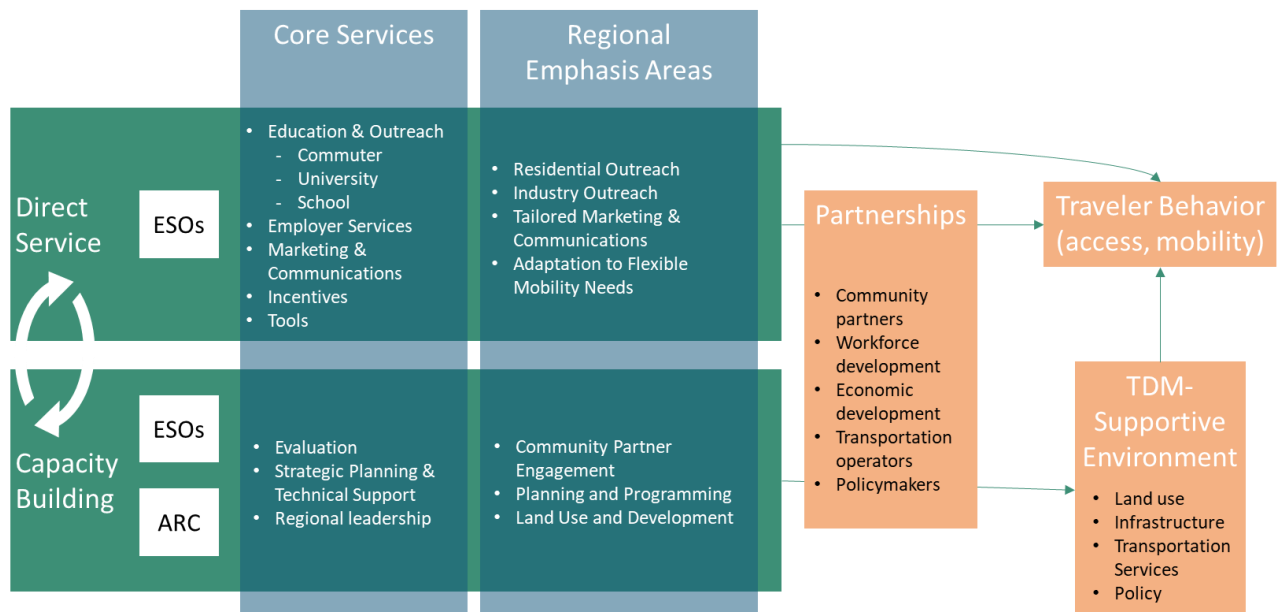 Core Services
Regional
Emphasis Areas
Direct
Service
ESOs
• Education & Outreach
- Commuter
- University
- School
• Employer Services
• Marketing &
Communications
• Incentives
• Tools
• Residential Outreach
• Industry Outreach
• Tailored Marketing &
Communications
• Adaptation to Flexible
Mobility Needs
Capacity
Building
ESOs
ARC
• Evaluation
• Strategic Planning &
Technical Support
• Regional leadership
• Community Partner
Engagement
• Planning and Programming
• Land Use and Development
Partnerships
• Community
partners
• Workforce
development
• Economic
development
• Transportation
operators
• Policymakers
Traveler Behavior
(access, mobility)
TDM-
Supportive
Environment
• Land use
• Infrastructure
• Transportation
Services
• Policy